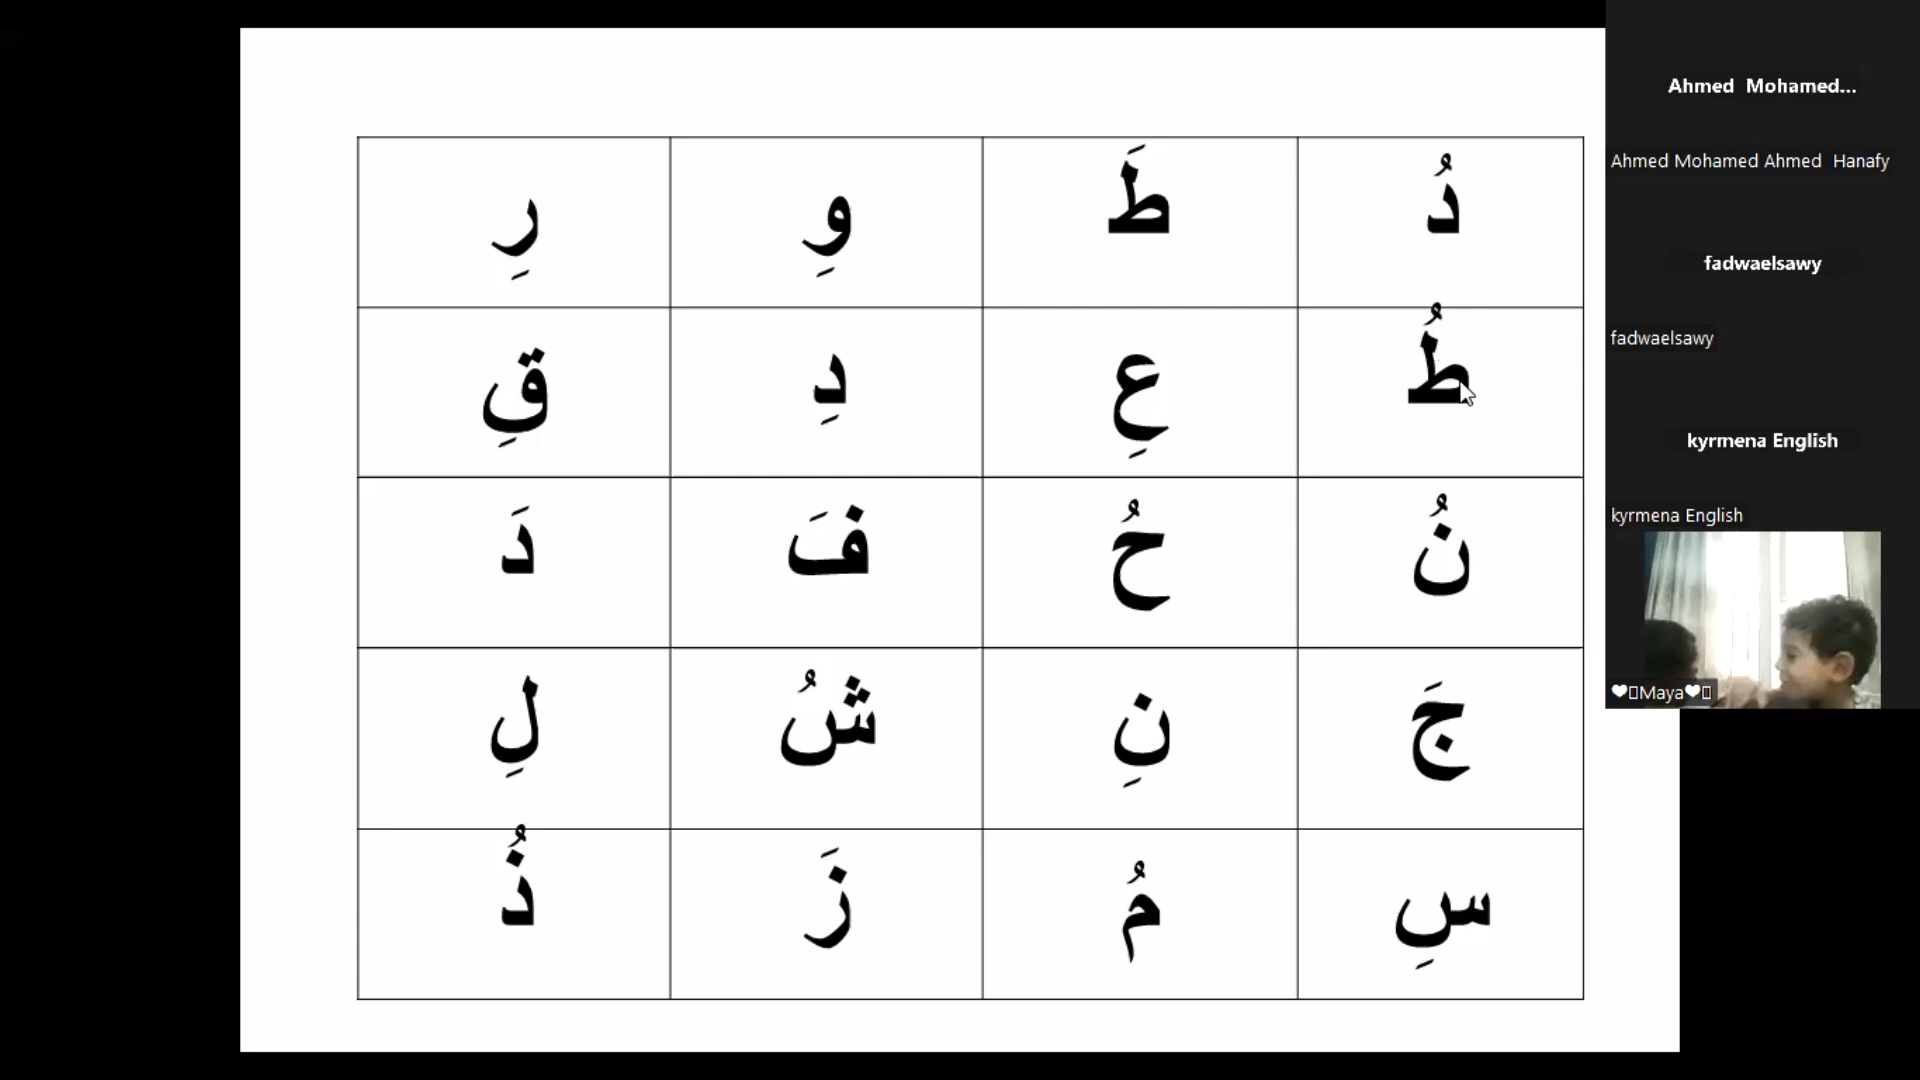 دُ ظَ وِ رِ
ظُ عِ دِ قِ
نُ حُ فَ دَ
جَ نِ شُ لِ
سِ مُ زَ ذُ
Ahmed Mohamed...
Ahmed Mohamed Ahmed Hanafy
fadwaelsawy
fadwaelsawy
kyrmena English
kyrmena English
❤▯Maya❤▯